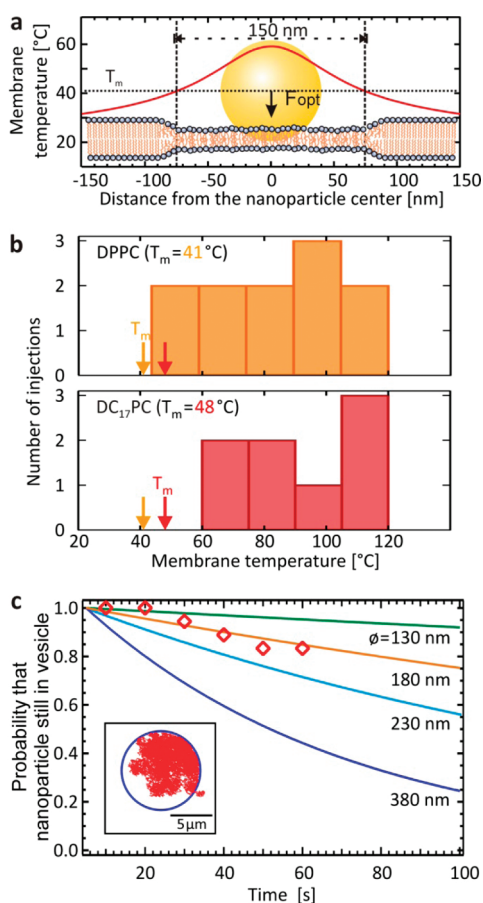 a
150 nm
Membrane
temperature [°C]
60
40
20
Tm
Fopt
-150 -100 -50 0 50 100 150
Distance from the nanoparticle center [nm]
b
Number of injections
3
2
1
0
DPPC (Tm=41°C)
Tm
3
2
1
0
DC17PC (Tm=48°C)
Tm
20 40 60 80 100 120
Membrane temperature [°C]
c
Probability that
nanoparticle still in vesicle
1.0
0.8
0.6
0.4
0.2
0.0
ø=130 nm
180 nm
230 nm
380 nm
5μm
20 40 60 80 100
Time [s]